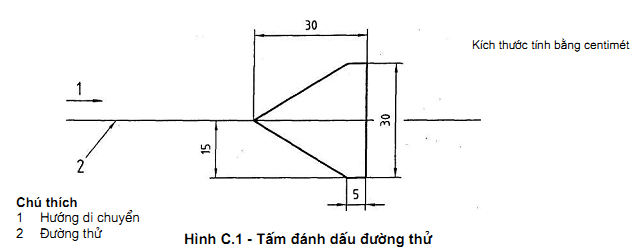 30
Kích thước tính bằng centimét
1
30
15
2
5
Chú thích
1 Hướng di chuyển
2 Đường thử
Hình C.1 - Tấm đánh dấu đường thử